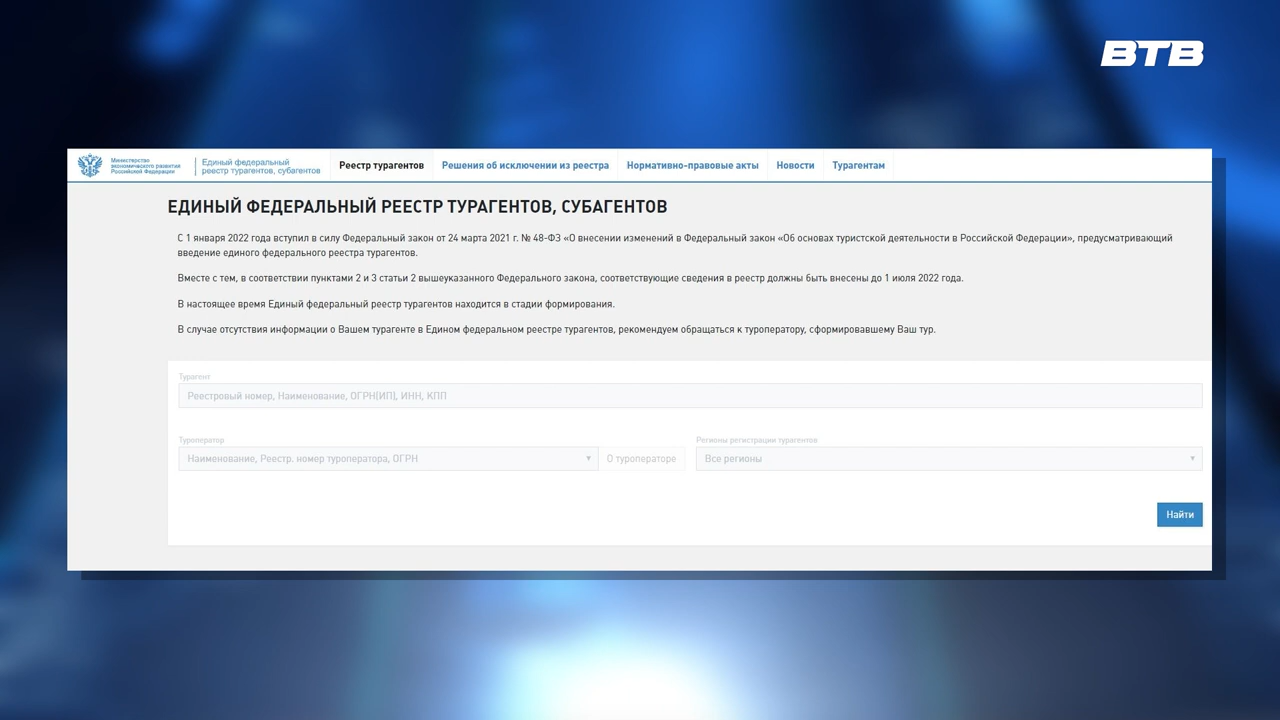 ВТВ
Министерство
экономического развития
Российской Федерации
Единый федеральный
реестр турагентов, субагентов
Реестр турагентов
Решения об исключении из реестра
Нормативно-правовые акты
Новости
Турагентам
ЕДИНЫЙ ФЕДЕРАЛЬНЫЙ РЕЕСТР ТУРАГЕНТОВ, СУБАГЕНТОВ
С 1 января 2022 года вступил в силу Федеральный закон от 24 марта 2021 г. № 48-ФЗ «О внесении изменений в Федеральный закон «Об основах туристской деятельности в Российской Федерации», предусматривающий
введение единого федерального реестра турагентов.
Вместе с тем, в соответствии пунктами 2 и 3 статьи 2 вышеуказанного Федерального закона, соответствующие сведения в реестр должны быть внесены до 1 июля 2022 года.
В настоящее время Единый федеральный реестр турагентов находится в стадии формирования.
В случае отсутствия информации о Вашем турагенте в Едином федеральном реестре турагентов, рекомендуем обращаться к туроператору, сформировавшему Ваш тур.
Турагент
Реестровый номер, Наименование, ОГРН(ИП), ИНН, КПП
Туроператор
Наименование, Реестр. номер туроператора, ОГРН
О туроператоре
Регионы регистрации турагентов
Все регионы
Найти